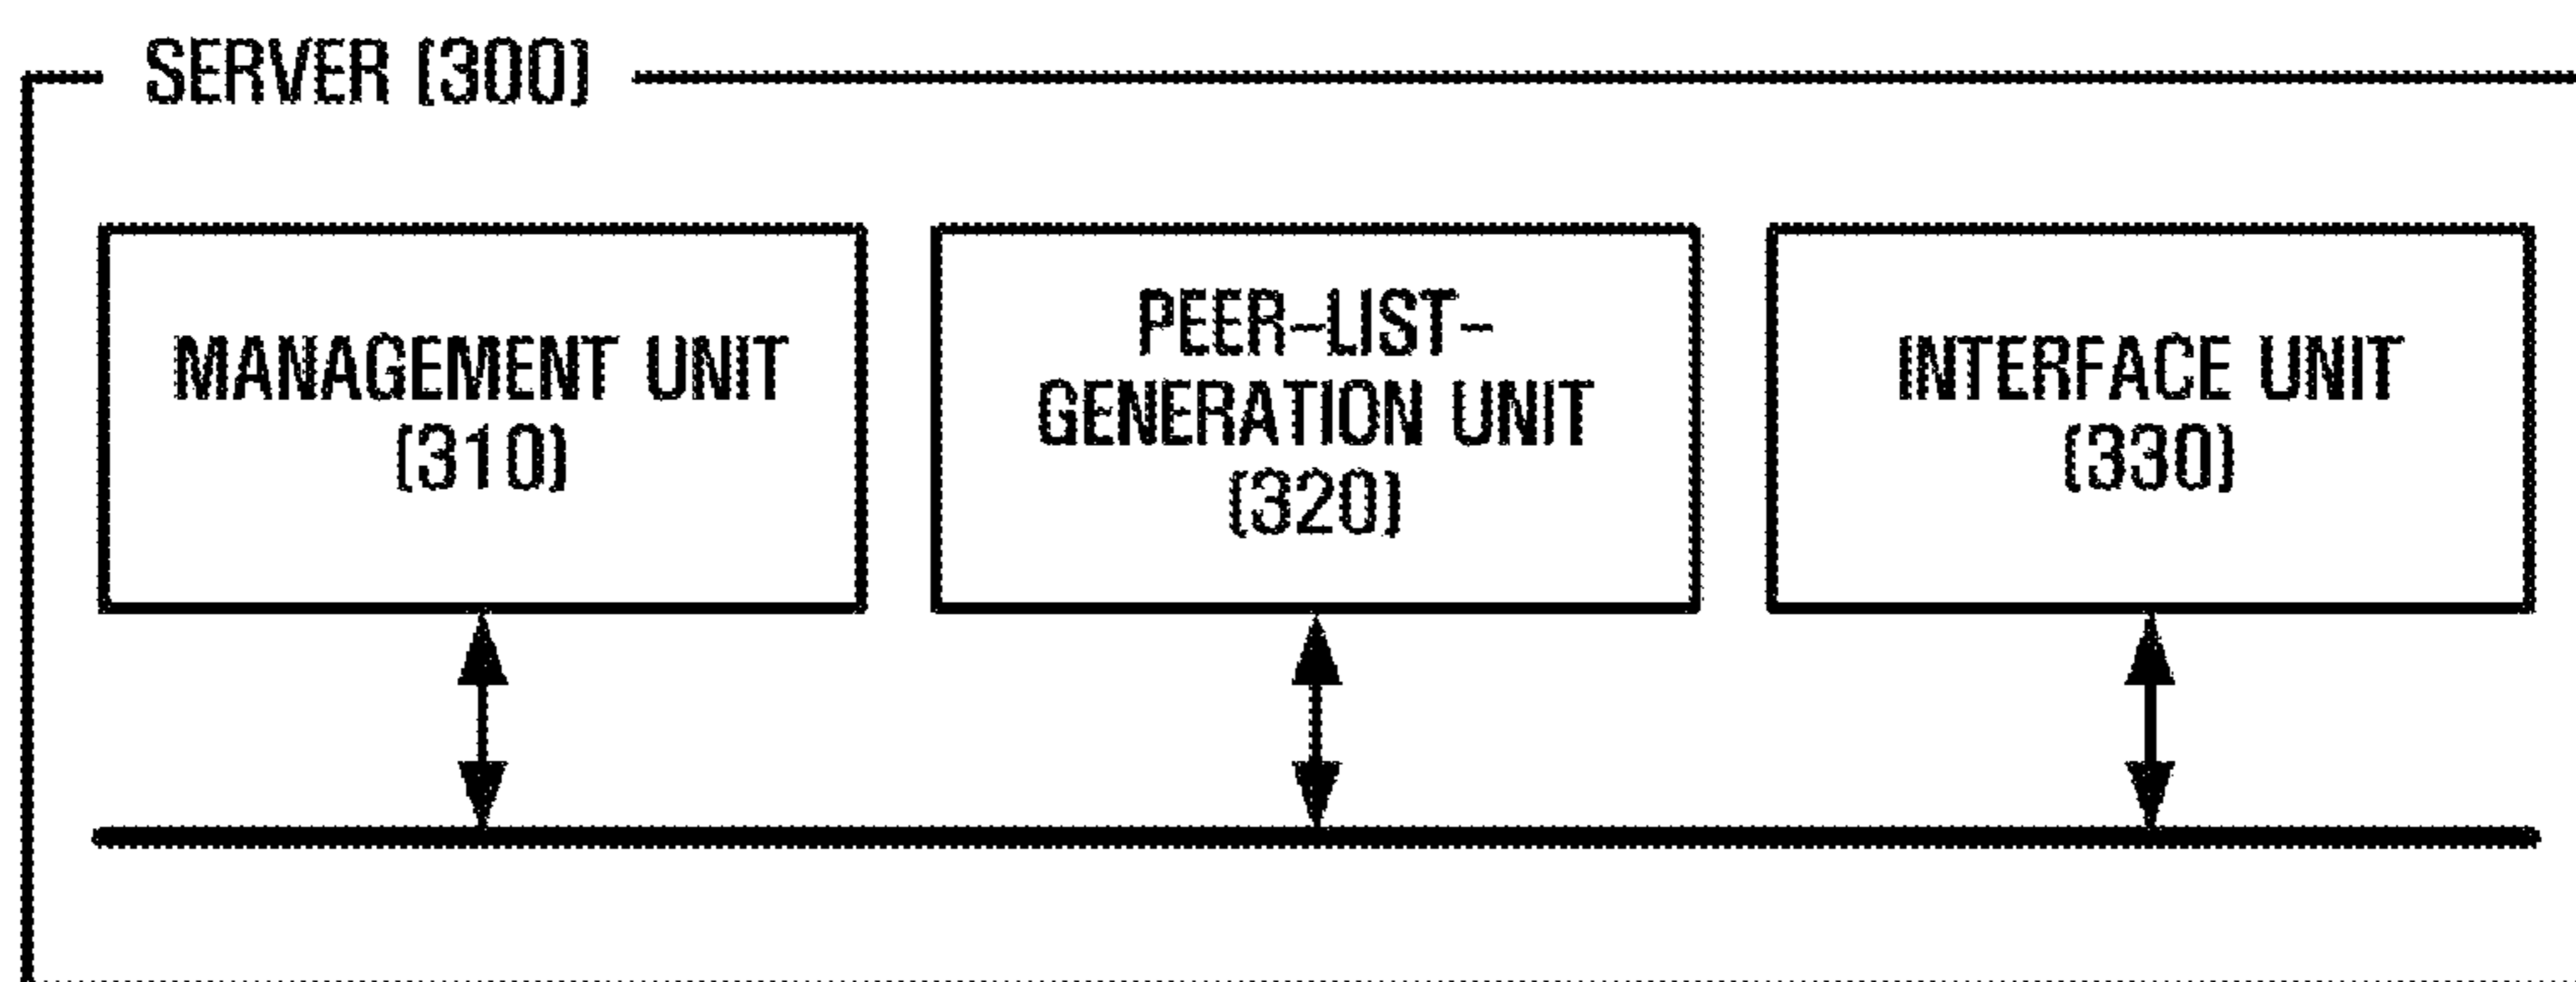 SERVER (300)
MANAGEMENT UNIT
(310)
PEER-LIST-
GENERATION UNIT
(320)
INTERFACE UNIT
(330)